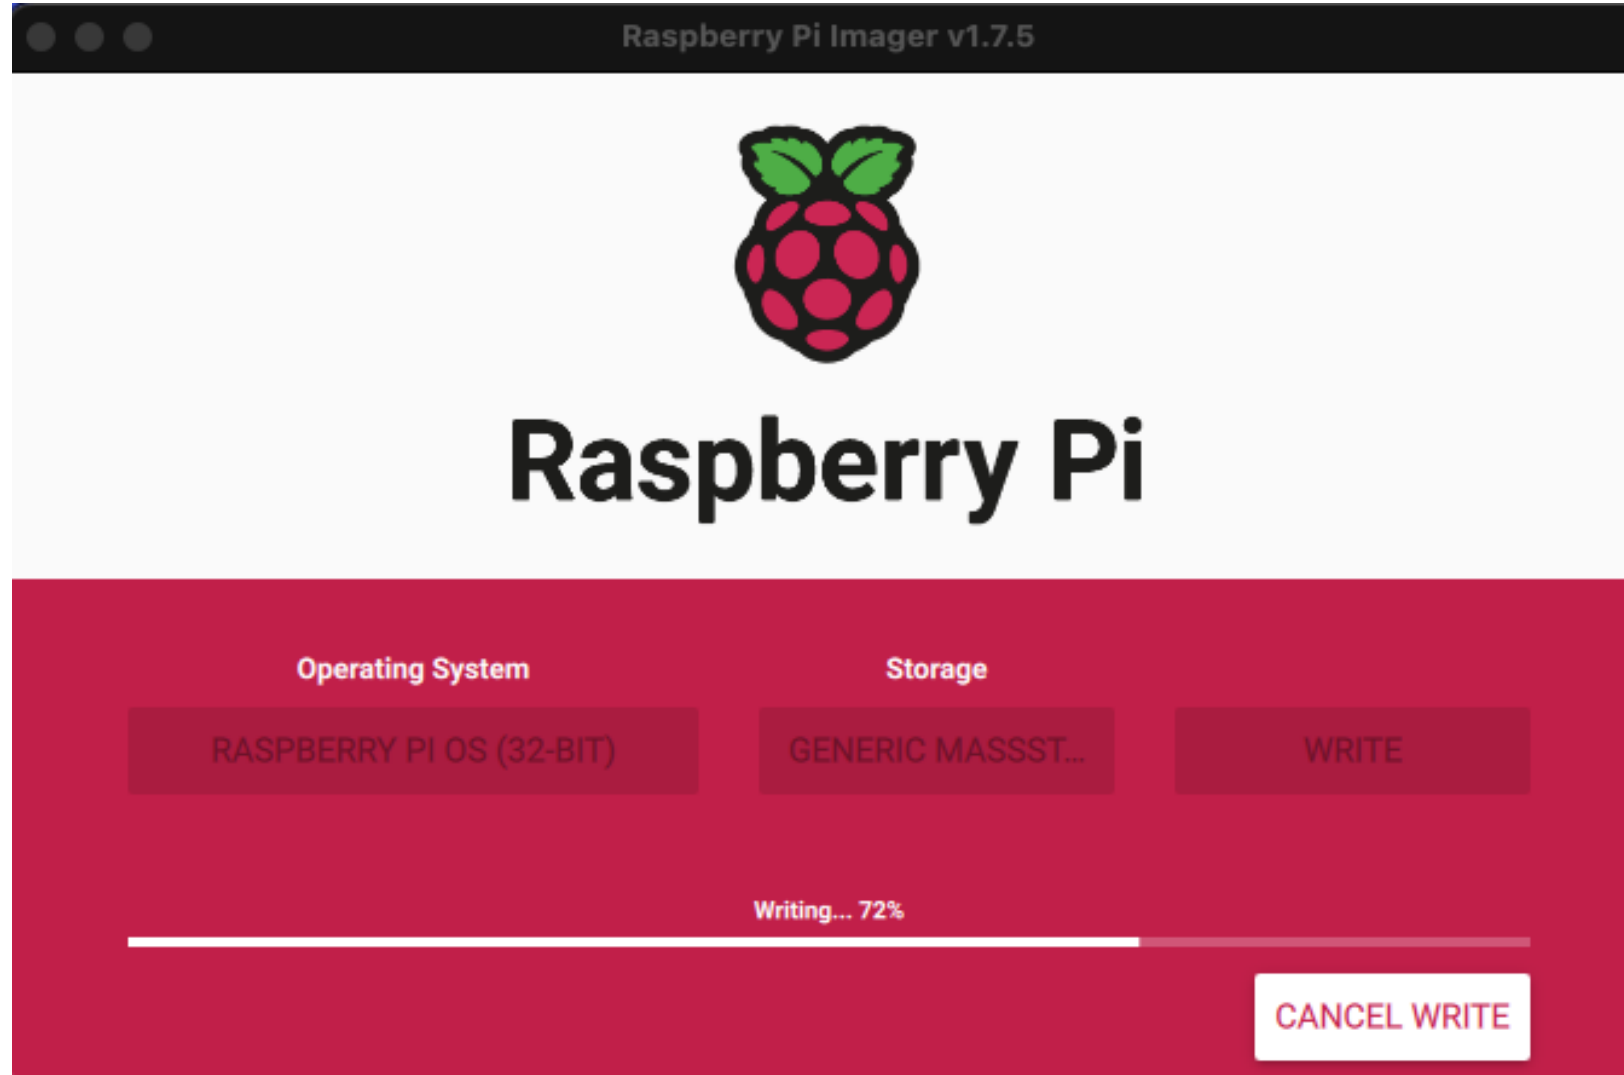 Raspberry Pi Imager v1.7.5
Raspberry Pi
Operating System
Storage
RASPBERRY PI OS (32-BIT)
GENERIC MASSST...
WRITE
Writing... 72%
CANCEL WRITE